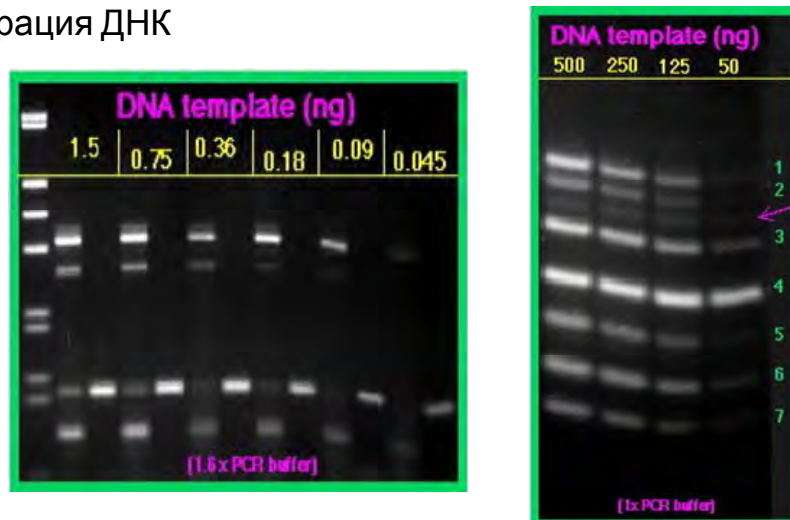 рация ДНК
DNA template (ng)
1.5 0.75 0.36 0.18 0.09 0.045
(1.6 x PCR buffer)
DNA template (ng)
500 250 125 50
1
2
3
4
5
6
7
(1x PCR buffer)